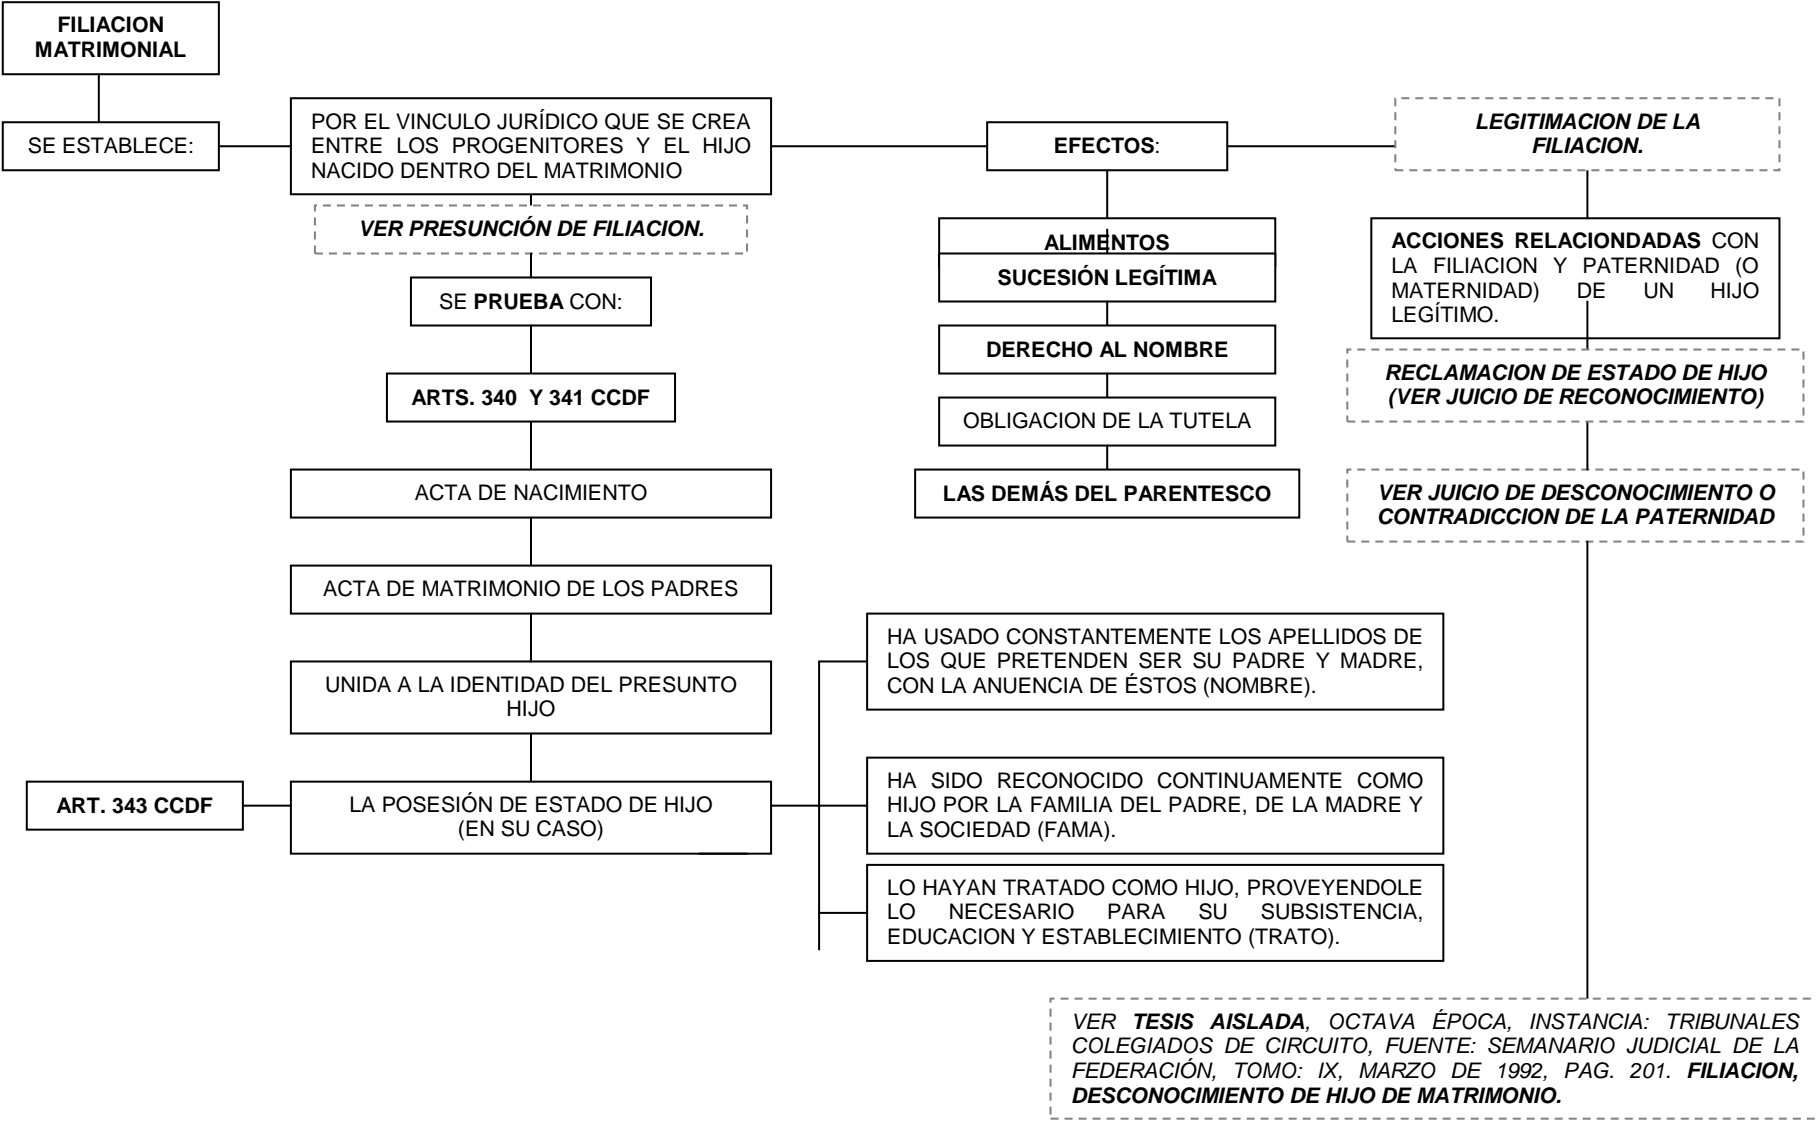 FILIACION
MATRIMONIAL
SE ESTABLECE:
POR EL VINCULO JURÍDICO QUE SE CREA
ENTRE LOS PROGENITORES Y EL HIJO
NACIDO DENTRO DEL MATRIMONIO
VER PRESUNCIÓN DE FILIACION.
SE PRUEBA CON:
ARTS. 340 Y 341 CCDF
ACTA DE NACIMIENTO
ACTA DE MATRIMONIO DE LOS PADRES
UNIDA A LA IDENTIDAD DEL PRESUNTO
HIJO
ART. 343 CCDF
LA POSESIÓN DE ESTADO DE HIJO
(EN SU CASO)
HA USADO CONSTANTEMENTE LOS APELLIDOS DE
LOS QUE PRETENDEN SER SU PADRE Y MADRE,
CON LA ANUENCIA DE ÉSTOS (NOMBRE).
HA SIDO RECONOCIDO CONTINUAMENTE COMO
HIJO POR LA FAMILIA DEL PADRE, DE LA MADRE Y
LA SOCIEDAD (FAMA).
LO HAYAN TRATADO COMO HIJO, PROVEYENDOLE
LO NECESARIO PARA SU SUBSISTENCIA,
EDUCACION Y ESTABLECIMIENTO (TRATO).
EFECTOS:
ALIMENTOS
SUCESIÓN LEGÍTIMA
DERECHO AL NOMBRE
OBLIGACION DE LA TUTELA
LAS DEMÁS DEL PARENTESCO
LEGITIMACION DE LA
FILIACION.
ACCIONES RELACIONDADAS CON
LA FILIACION Y PATERNIDAD (O
MATERNIDAD) DE UN HIJO
LEGÍTIMO.
RECLAMACION DE ESTADO DE HIJO
(VER JUICIO DE RECONOCIMIENTO)
VER JUICIO DE DESCONOCIMIENTO O
CONTRADICCION DE LA PATERNIDAD
VER TESIS AISLADA, OCTAVA ÉPOCA, INSTANCIA: TRIBUNALES
COLEGIADOS DE CIRCUITO, FUENTE: SEMANARIO JUDICIAL DE LA
FEDERACIÓN, TOMO: IX, MARZO DE 1992, PAG. 201. FILIACION,
DESCONOCIMIENTO DE HIJO DE MATRIMONIO.